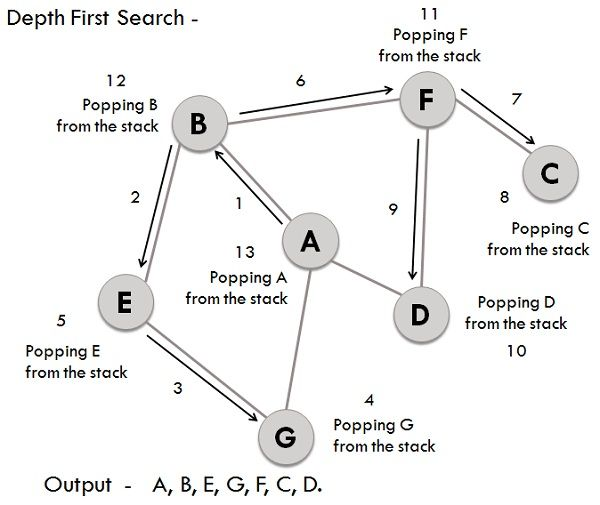 Depth First Search -
11
Popping F
from the stack
12
Popping B
from the stack
6
7
F
B
C
2
1
9
8
Popping C
from the stack
A
13
Popping A
from the stack
E
D
Popping D
from the stack
10
5
Popping E
from the stack
3
4
Popping G
from the stack
G
Output - A, B, E, G, F, C, D.